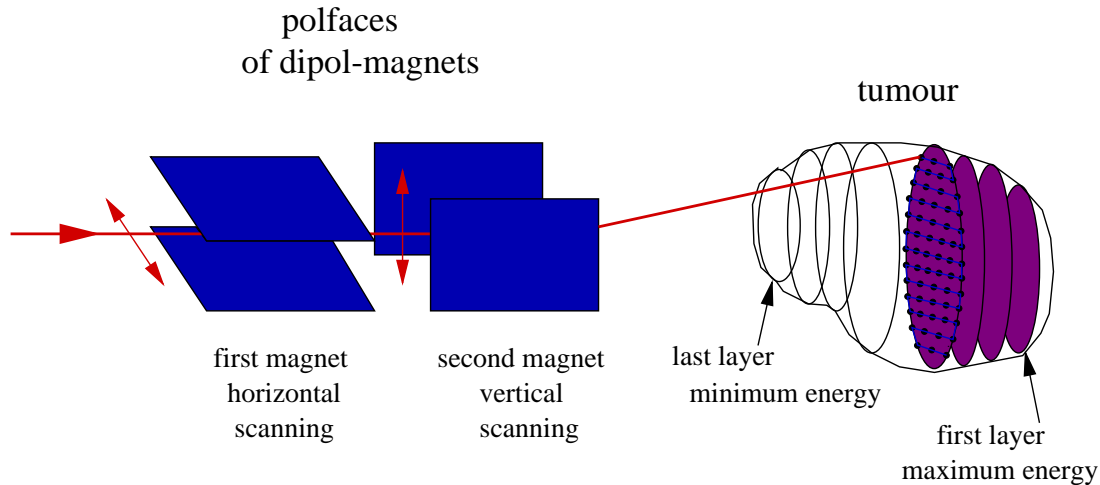 polfaces
of dipol-magnets
tumour
first magnet
horizontal
scanning
second magnet
vertical
scanning
last layer
minimum energy
first layer
maximum energy